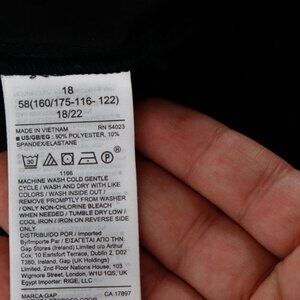 18
58(160/175-116- 122)
18/22
MADE IN VIETNAM RN 54023
■ US/GB/EG : 90% POLYESTER, 10%
SPANDEX/ELASTANE
30
1166
MACHINE WASH COLD GENTLE
CYCLE / WASH AND DRY WITH LIKE
COLORS / WASH INSIDE OUT /
REMOVE PROMPTLY FROM WASHER
/ ONLY NON-CHLORINE BLEACH
WHEN NEEDED / TUMBLE DRY LOW /
COOL IRON ON REVERSE SIDE ONLY
DISTRIBUIDO POR / Imported
By/Importe Par / ΕΙΣΑΓΕΤΑΙ ΑΠΟ ΤΗΝ
Gap Stores (Ireland) Limited c/o Arthur
Cox, 10 Earlsfort Terrace, Dublin 2, D02
T380, Ireland, Gap (UK Holdings)
Limited, 2nd Floor Nations House, 103
Wigmore Street, London, W1U 1QS, UK
Equipment, RIGE, LLC/
MARCA:GAP CA 17897